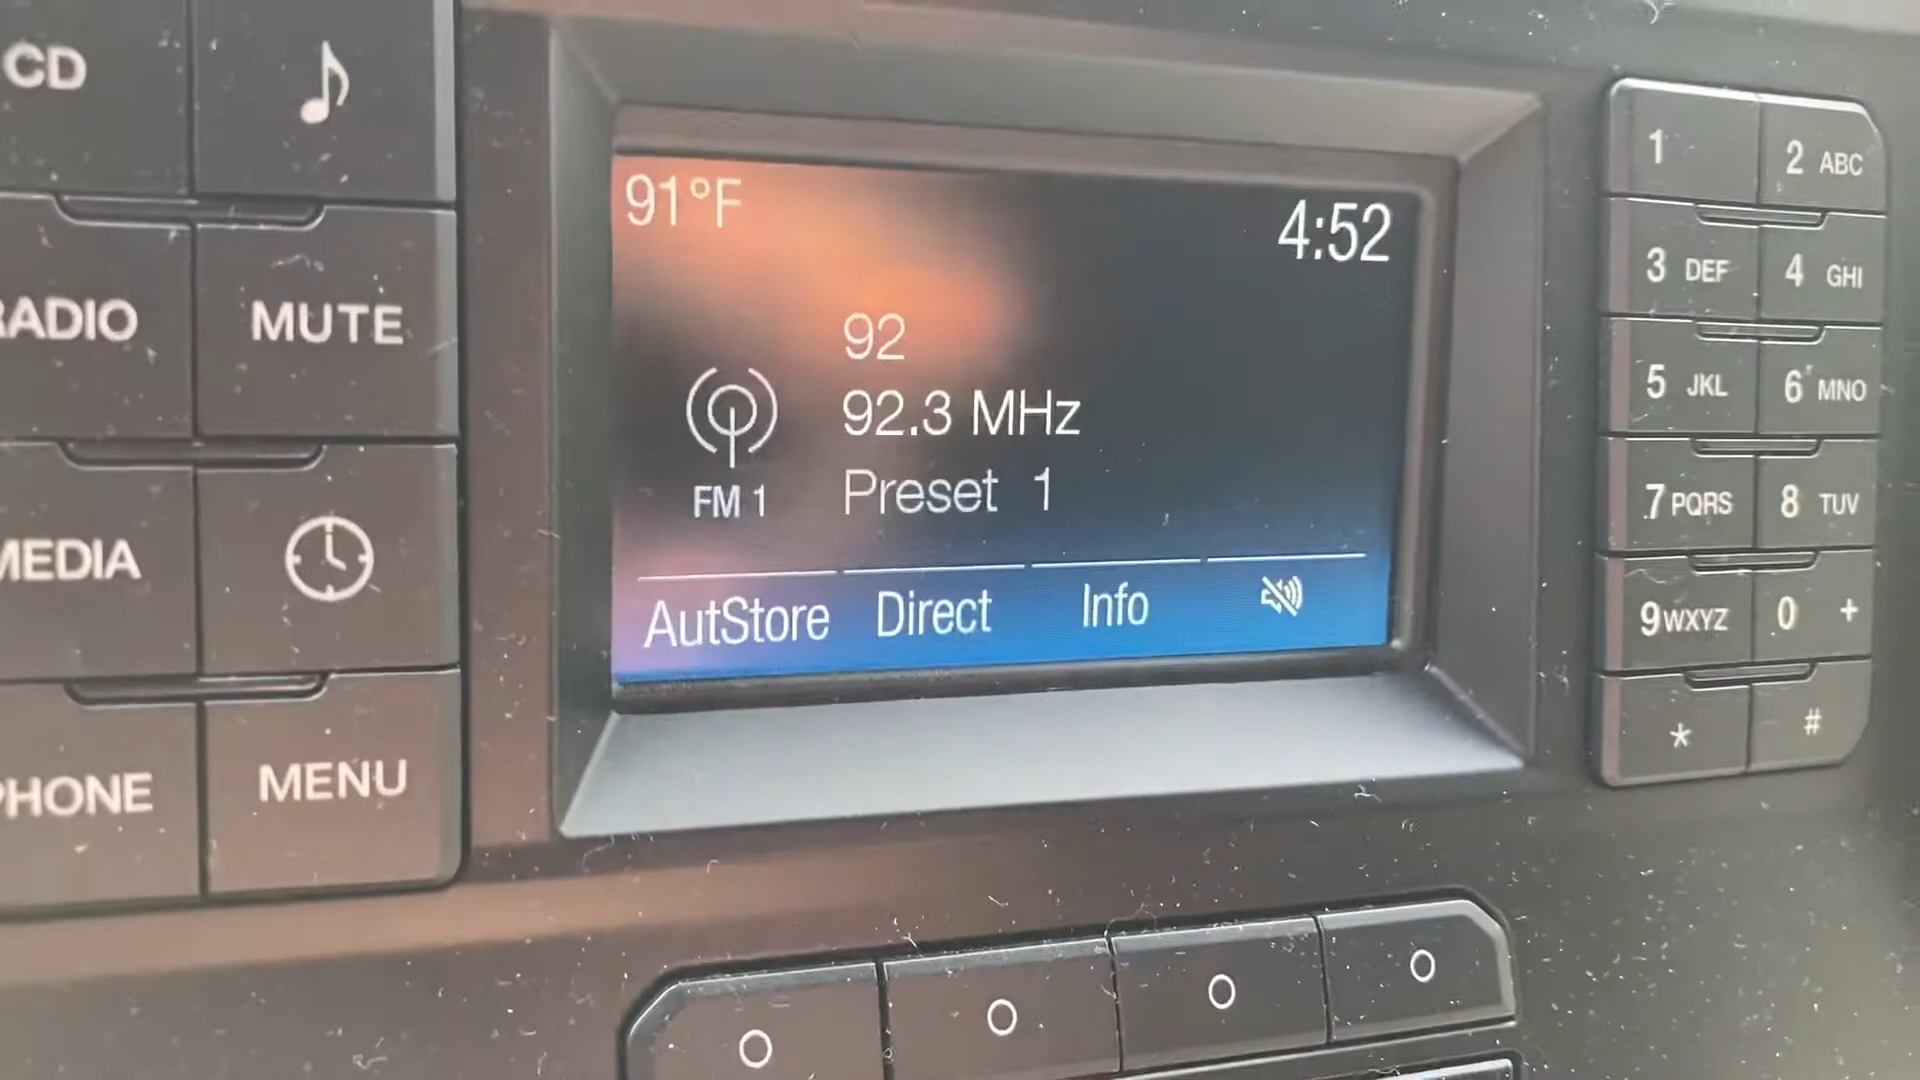 CD
RADIO
MUTE
MEDIA
PHONE
MENU
91°F
4:52
92
92.3 MHz
FM 1
Preset 1
AutStore
Direct
Info
1
2 ABC
3 DEF
4 GHI
5 JKL
6 MNO
7 PQRS
8 TUV
9 WXYZ
0 +
*
#